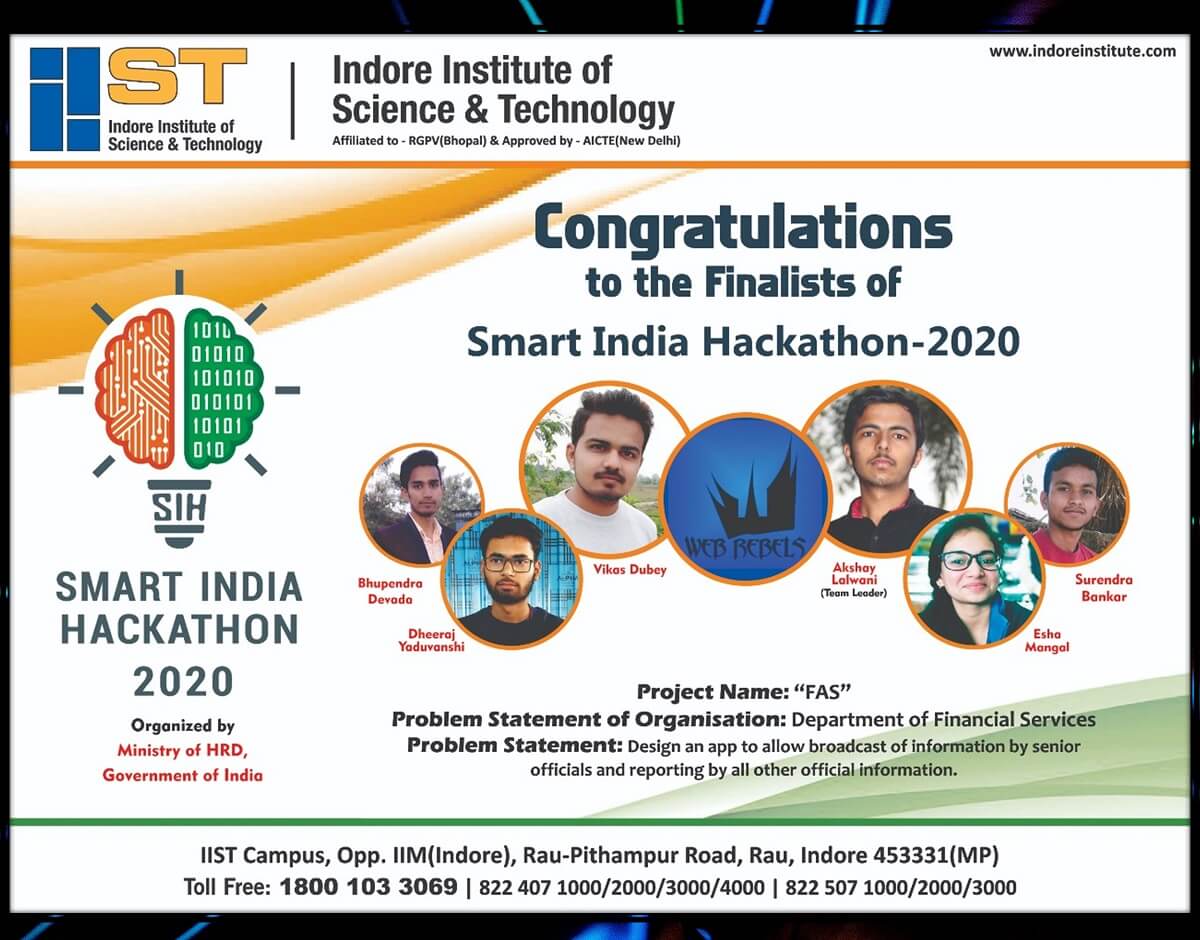 IIST
Indore Institute of
Science & Technology
Indore Institute of
Science & Technology
Affiliated to - RGPV(Bhopal) & Approved by - AICTE(New Delhi)
www.indoreinstitute.com
Congratulations
to the Finalists of
Smart India Hackathon-2020
1010
01010
101010
010101
10101
010
SIH
SMART INDIA
HACKATHON
2020
Organized by
Ministry of HRD,
Government of India
Bhupendra
Devada
Dheeraj
Yaduvanshi
Vikas Dubey
WEB REBELS
Akshay
Lalwani
(Team Leader)
Esha
Mangal
Surendra
Bankar
Project Name: “FAS”
Problem Statement of Organisation: Department of Financial Services
Problem Statement: Design an app to allow broadcast of information by senior
officials and reporting by all other official information.
IIST Campus, Opp. IIM(Indore), Rau-Pithampur Road, Rau, Indore 453331(MP)
Toll Free: 1800 103 3069 | 822 407 1000/2000/3000/4000 | 822 507 1000/2000/3000